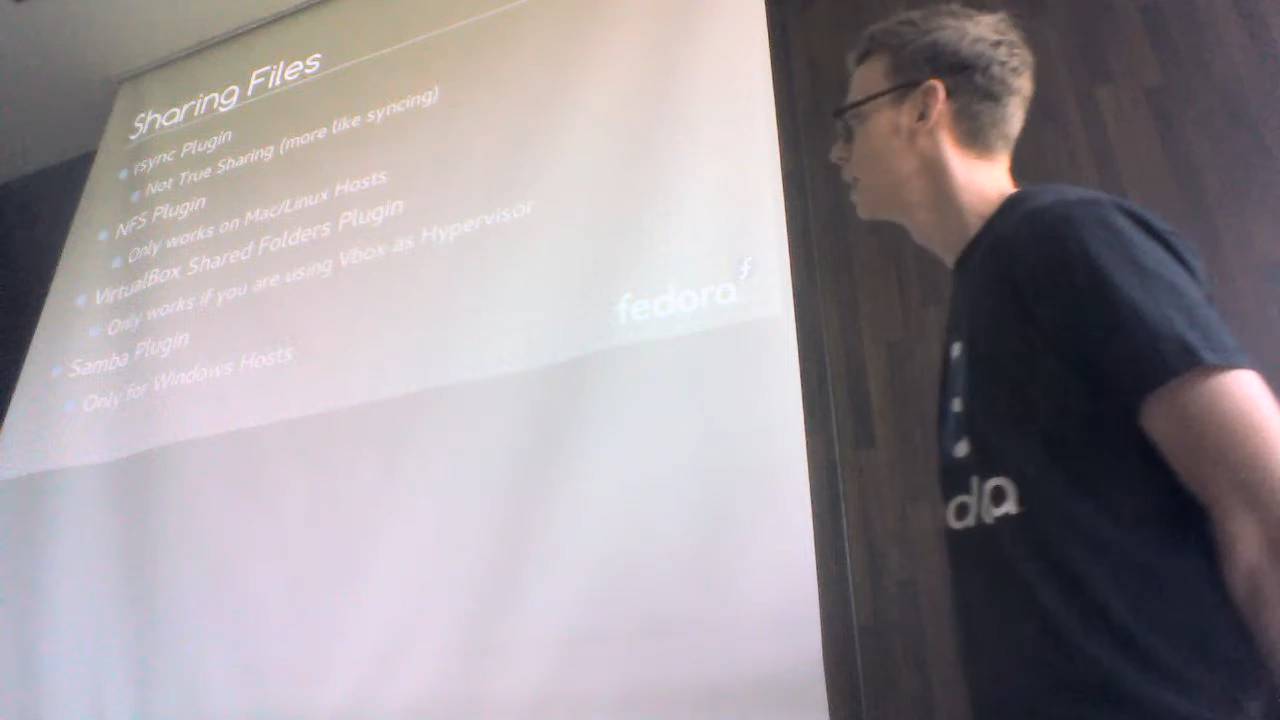 Sharing Files
rsync Plugin
Not True Sharing (more like syncing)
NFS Plugin
Only works on Mac/Linux Hosts
VirtualBox Shared Folders Plugin
Only works if you are using Vbox as Hypervisor
Samba Plugin
Only for Windows Hosts
fedora